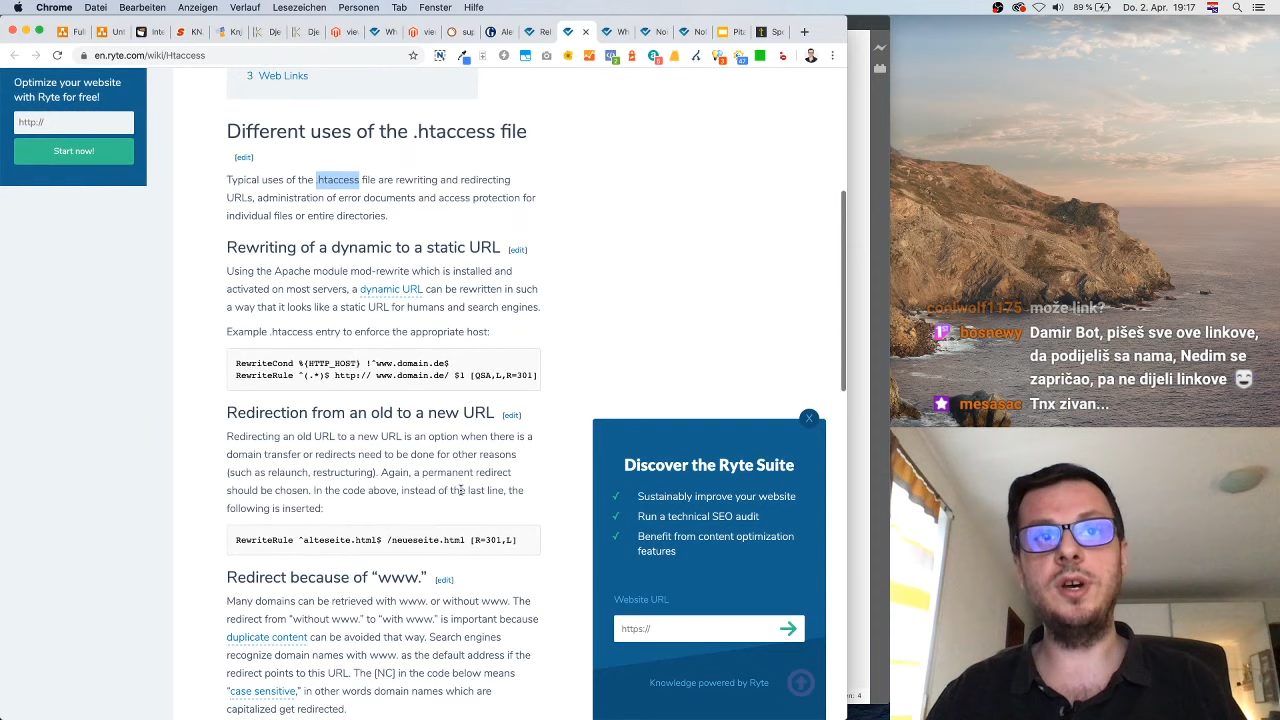 Chrome Datei Bearbeiten Anzeigen Verlauf Lesezeichen Personen Tab Fenster Hilfe
89% Do. 19:17
en.ryte.com/wiki/Htaccess
Optimize your website
with Ryte for free!
http://
Start now!
3 Web Links
Different uses of the .htaccess file
[edit]
Typical uses of the htaccess file are rewriting and redirecting
URLs, administration of error documents and access protection for
individual files or entire directories.
Rewriting of a dynamic to a static URL [edit]
Using the Apache module mod-rewrite which is installed and
activated on most servers, a dynamic URL can be rewritten in such
a way that it looks like a static URL for humans and search engines.
Example htaccess entry to enforce the appropriate host:
RewriteCond %{HTTP_HOST} !^www.domain.de$
RewriteRule ^(.*)$ http:// www.domain.de/ $1 [QSA,L,R=301]
Redirect from an old to a new URL [edit]
Redirecting an old URL to a new URL is an option when there is a
domain transfer or redirects need to be done for other reasons
(such as relaunch, restructuring). Again, a permanent redirect
should be chosen. In the code above, instead of the last line, the
following is inserted:
RewriteRule ^alteseite.html$ /neueseite.html [R=301,L]
Redirect because of “www.” [edit]
Many domains can be retrieved with www. or without www. The
redirect from “without www.” to “with www.” is important because
duplicate content can be avoided that way. Search engines
recognize domain names with www. as the default address if the
redirect points to this URL. The [NC] in the code below means
“case sensitive,” in other words domain names which are
capitalized get redirected.
X
Discover the Ryte Suite
✓ Sustainably improve your website
✓ Run a technical SEO audit
✓ Benefit from content optimization
features
Website URL
https://
Knowledge powered by Ryte
coolwolf1175 može link?
bosnewy Damir Bot, pišeš sve ove linkove,
da podijeliš sa nama, Nedim se
zapričao, pa ne dijeli linkove
mesasac Tnx zivan...